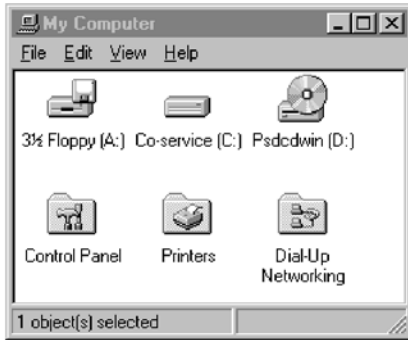 My Computer
File Edit View Help
3½ Floppy (A:) Co-service (C:) Psdcdwin (D:)
Control Panel Printers Dial-Up
Networking
1 object(s) selected